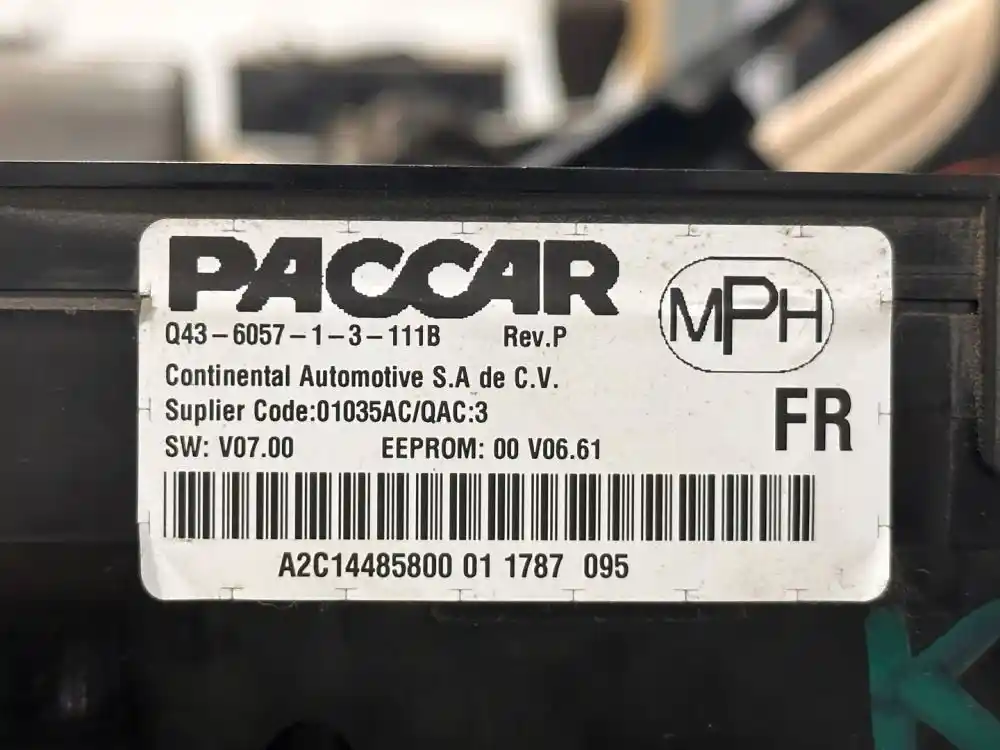 PACCAR
MPH
Q43-6057-1-3-111B Rev.P
Continental Automotive S.A de C.V.
Suplier Code:01035AC/QAC:3
FR
SW: V07.00 EEPROM: 00 V06.61
A2C14485800 01 1787 095
K